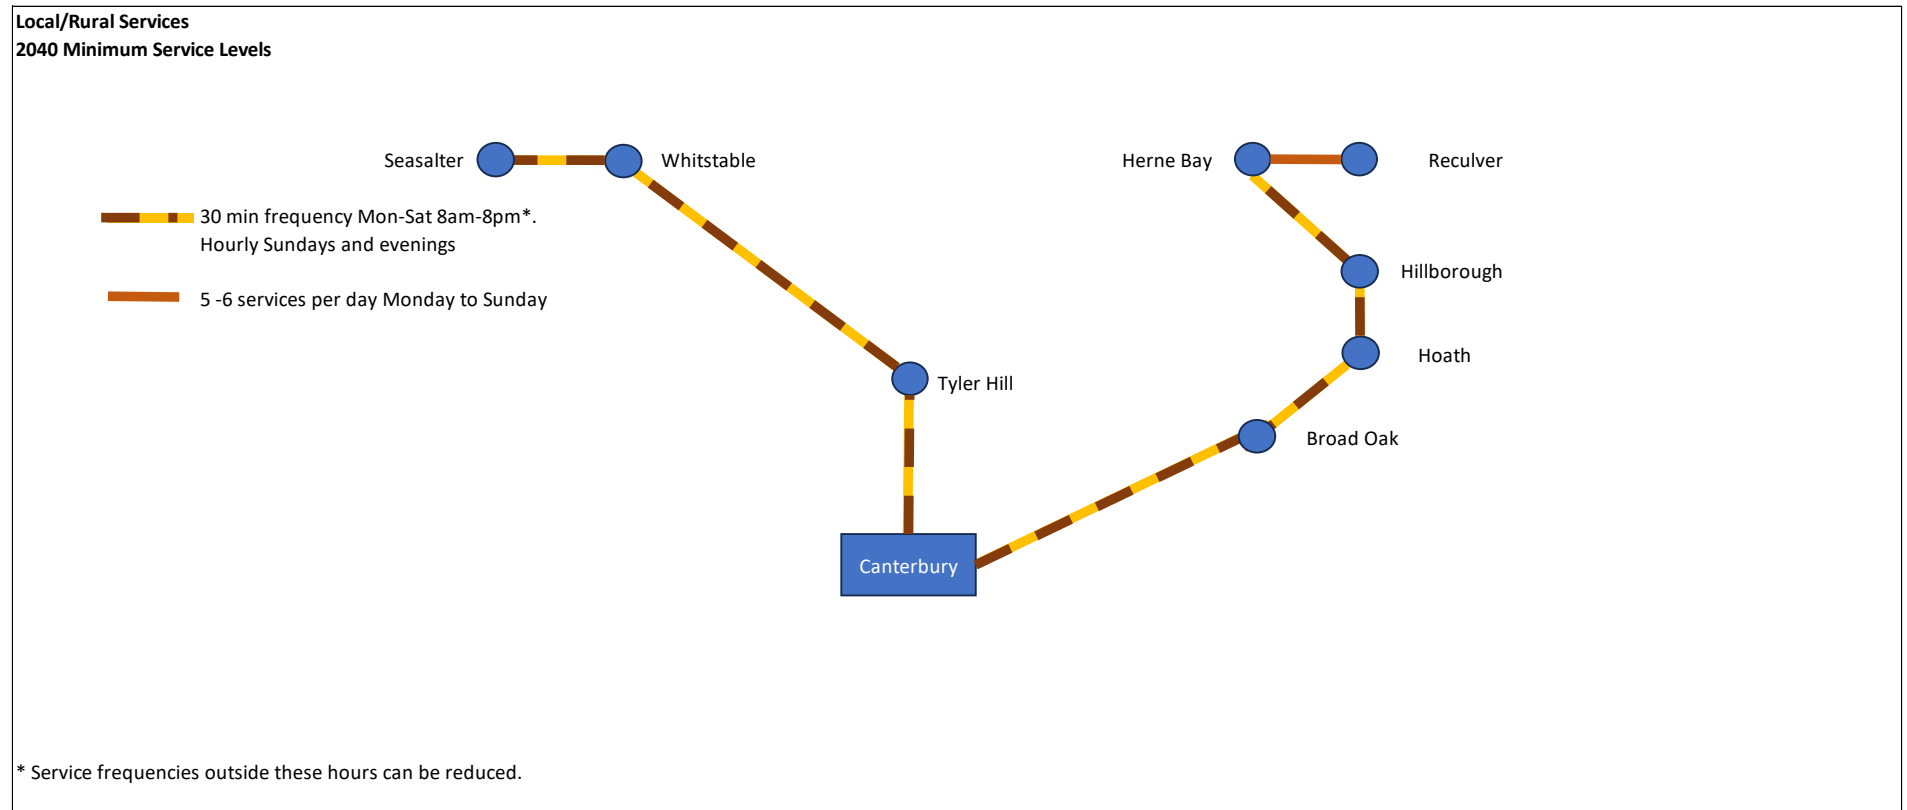 Local/Rural Services
2040 Minimum Service Levels
Seasalter
Whitstable
Herne Bay
Reculver
30 min frequency Mon-Sat 8am-8pm*.
Hourly Sundays and evenings
Hillborough
5 -6 services per day Monday to Sunday
Hoath
Tyler Hill
Broad Oak
Canterbury
* Service frequencies outside these hours can be reduced.